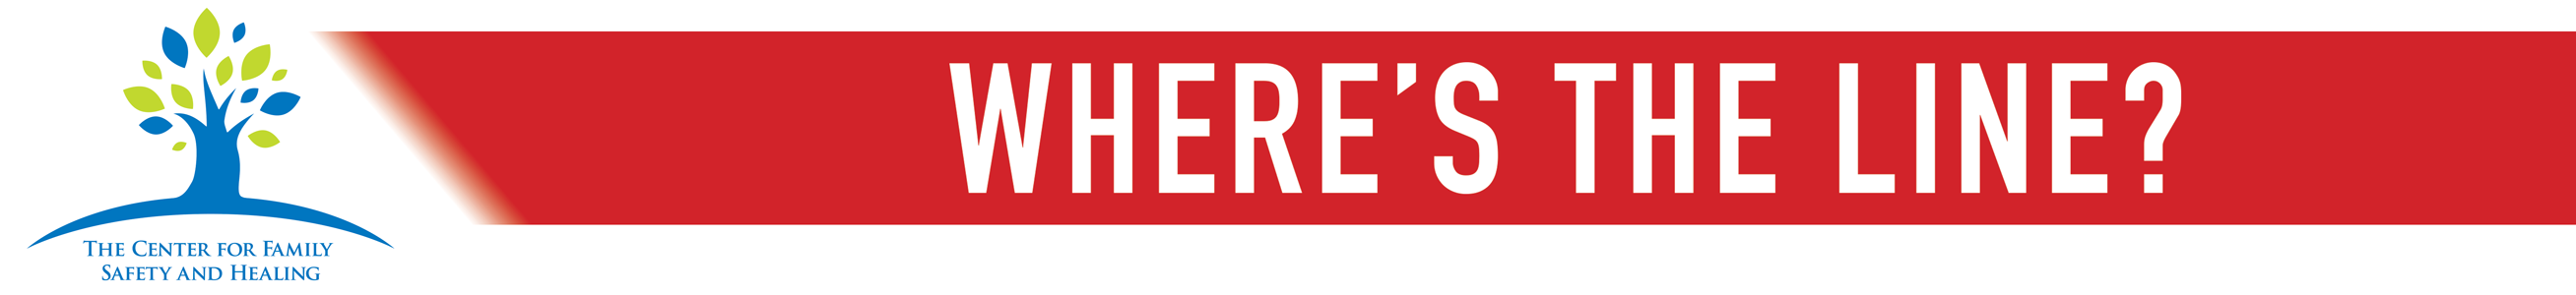 THE CENTER FOR FAMILY
SAFETY AND HEALING
WHERE'S THE LINE?